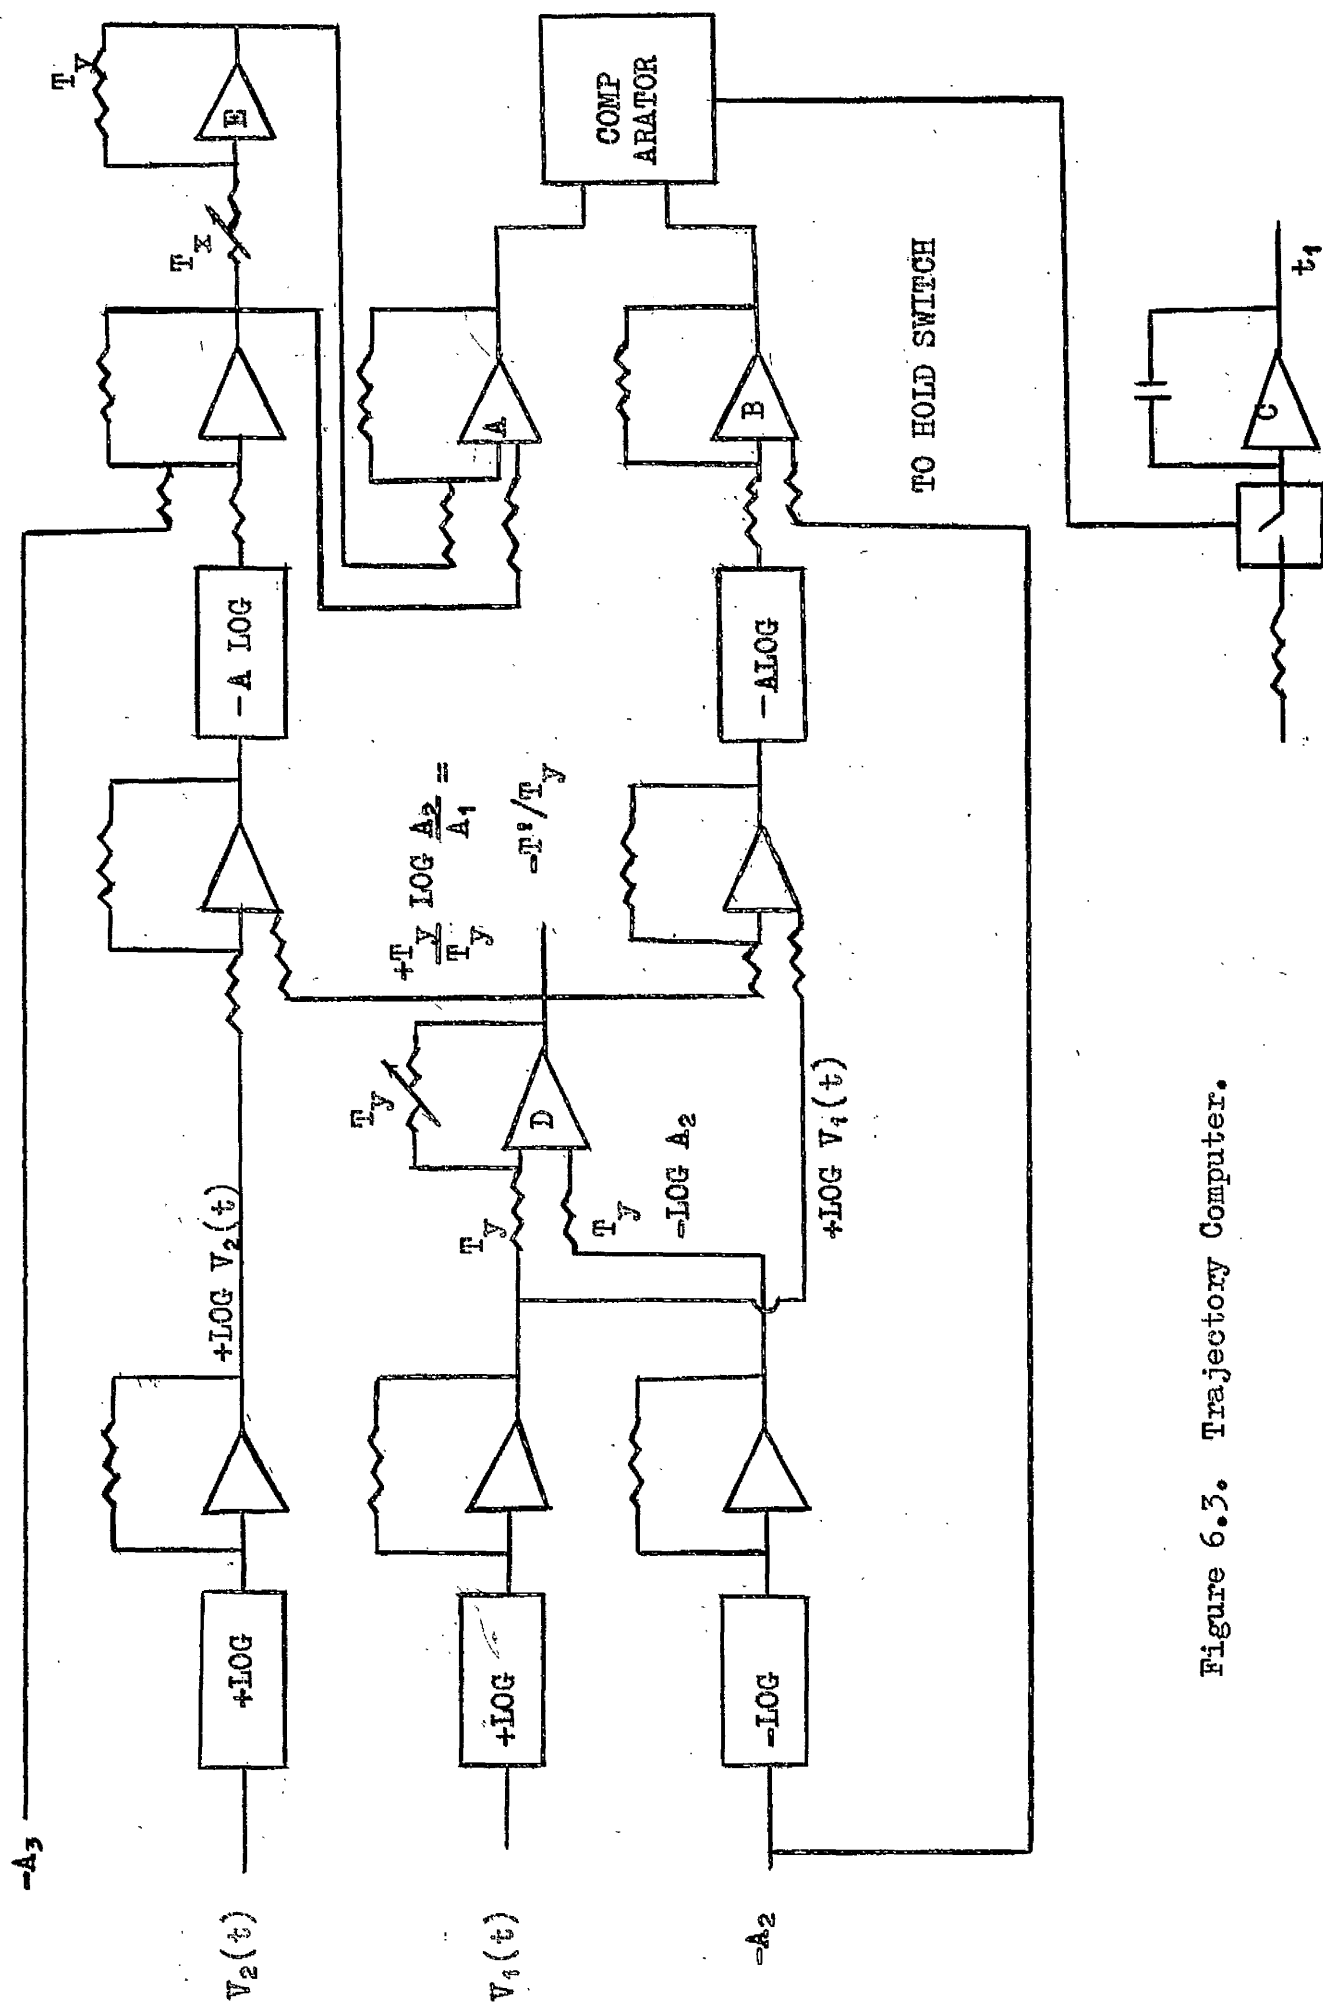 -A3
V2(t)
+LOG
+LOG V2(t)
-A LOG
Tx
Ty
E
V1(t)
+LOG
Ty
Ty
D
+Ty/Ty LOG A2/A1 =
-T'/Ty
A
COMP
ARATOR
-A2
-LOG
Ty
-LOG A2
+LOG V1(t)
-ALOG
B
TO HOLD SWITCH
C
t1
Figure 6.3. Trajectory Computer.